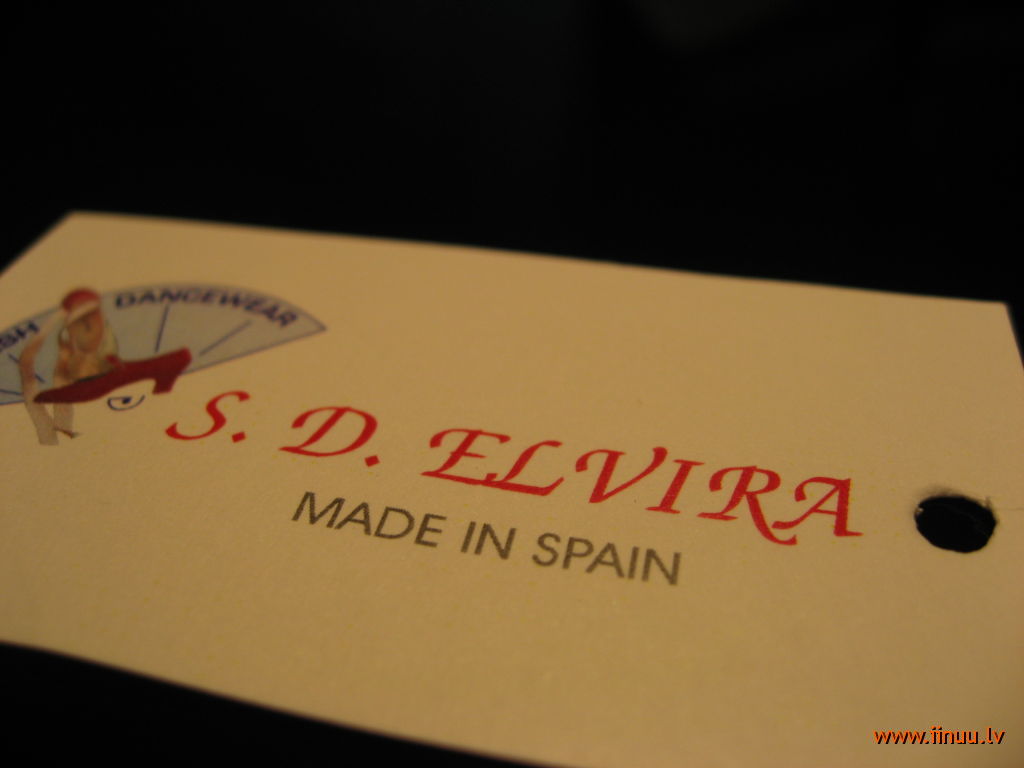 DANCEWEAR
S. D. ELVIRA
MADE IN SPAIN
www.iinuu.lv